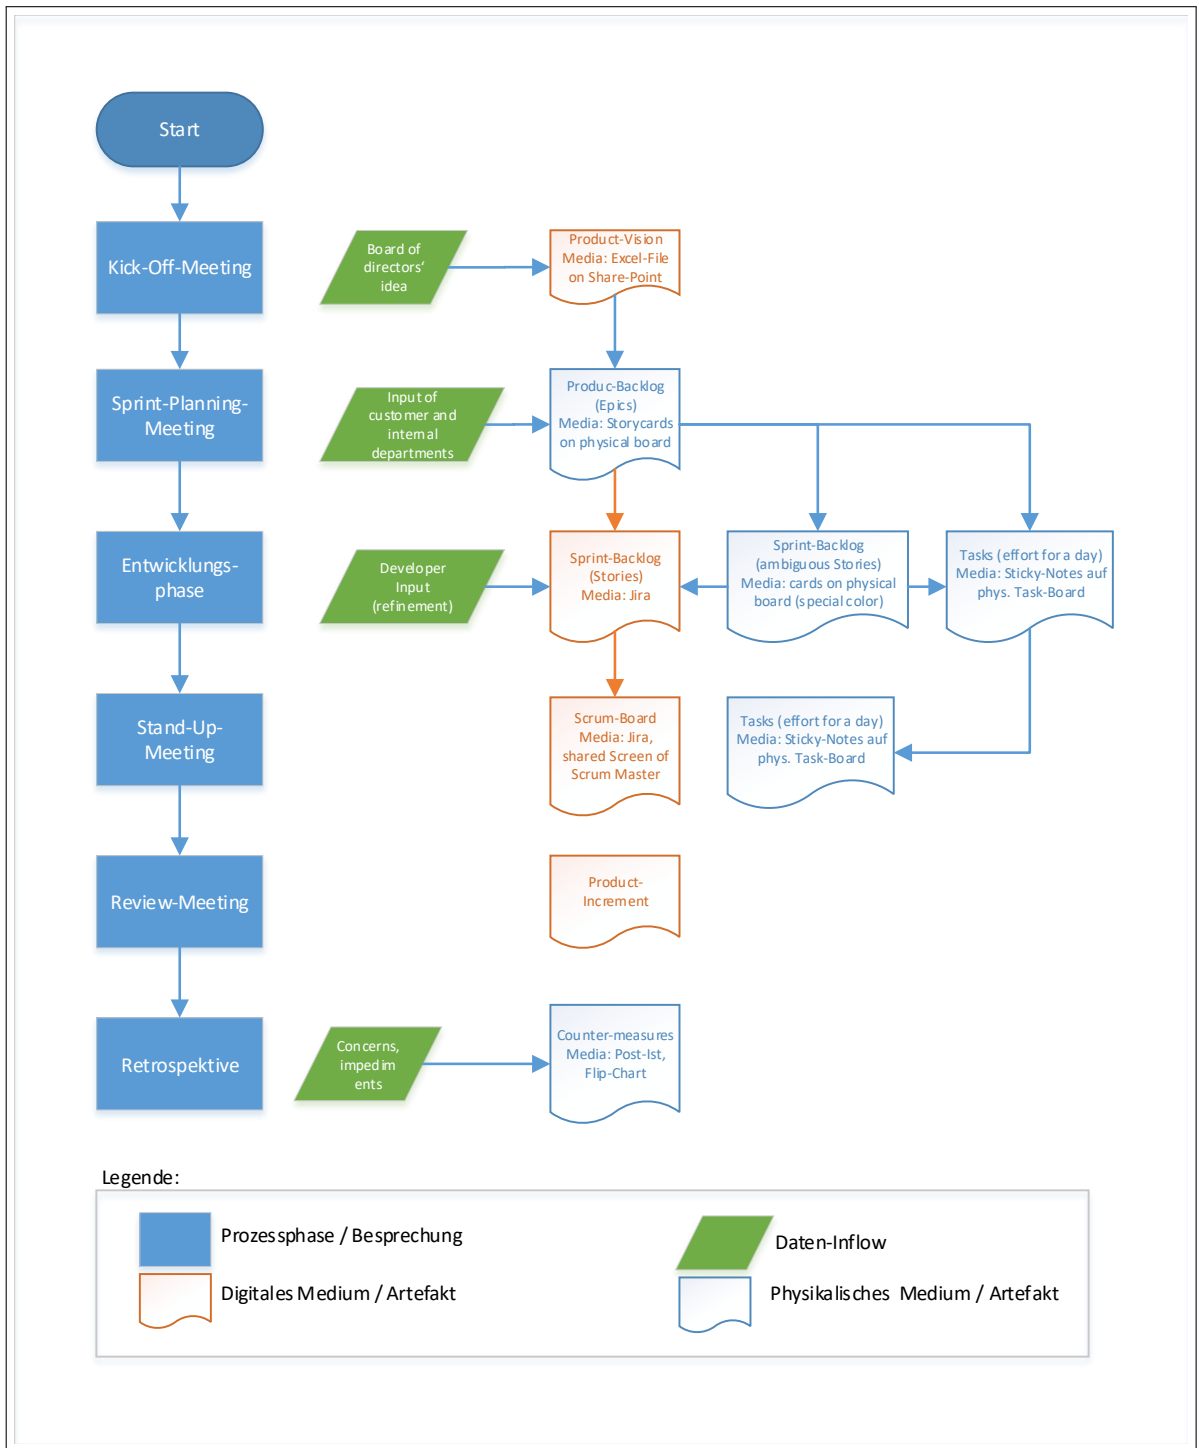 Start
Kick-Off-Meeting
Board of
directors‘
idea
Product-Vision
Media: Excel-File
on Share-Point
Sprint-Planning-
Meeting
Input of
customer and
internal
departments
Produc-Backlog
(Epics)
Media: Storycards
on physical board
Entwicklungs-
phase
Developer
Input
(refinement)
Sprint-Backlog
(Stories)
Media: Jira
Sprint-Backlog
(ambiguous Stories)
Media: cards on physical
board (special color)
Tasks (effort for a day)
Media: Sticky-Notes auf
phys. Task-Board
Stand-Up-
Meeting
Scrum-Board
Media: Jira,
shared Screen of
Scrum Master
Tasks (effort for a day)
Media: Sticky-Notes auf
phys. Task-Board
Review-Meeting
Product-
Increment
Retrospektive
Concerns,
impedim
ents
Counter-measures
Media: Post-Ist,
Flip-Chart
Legende:
Prozessphase / Besprechung
Daten-Inflow
Digitales Medium / Artefakt
Physikalisches Medium / Artefakt